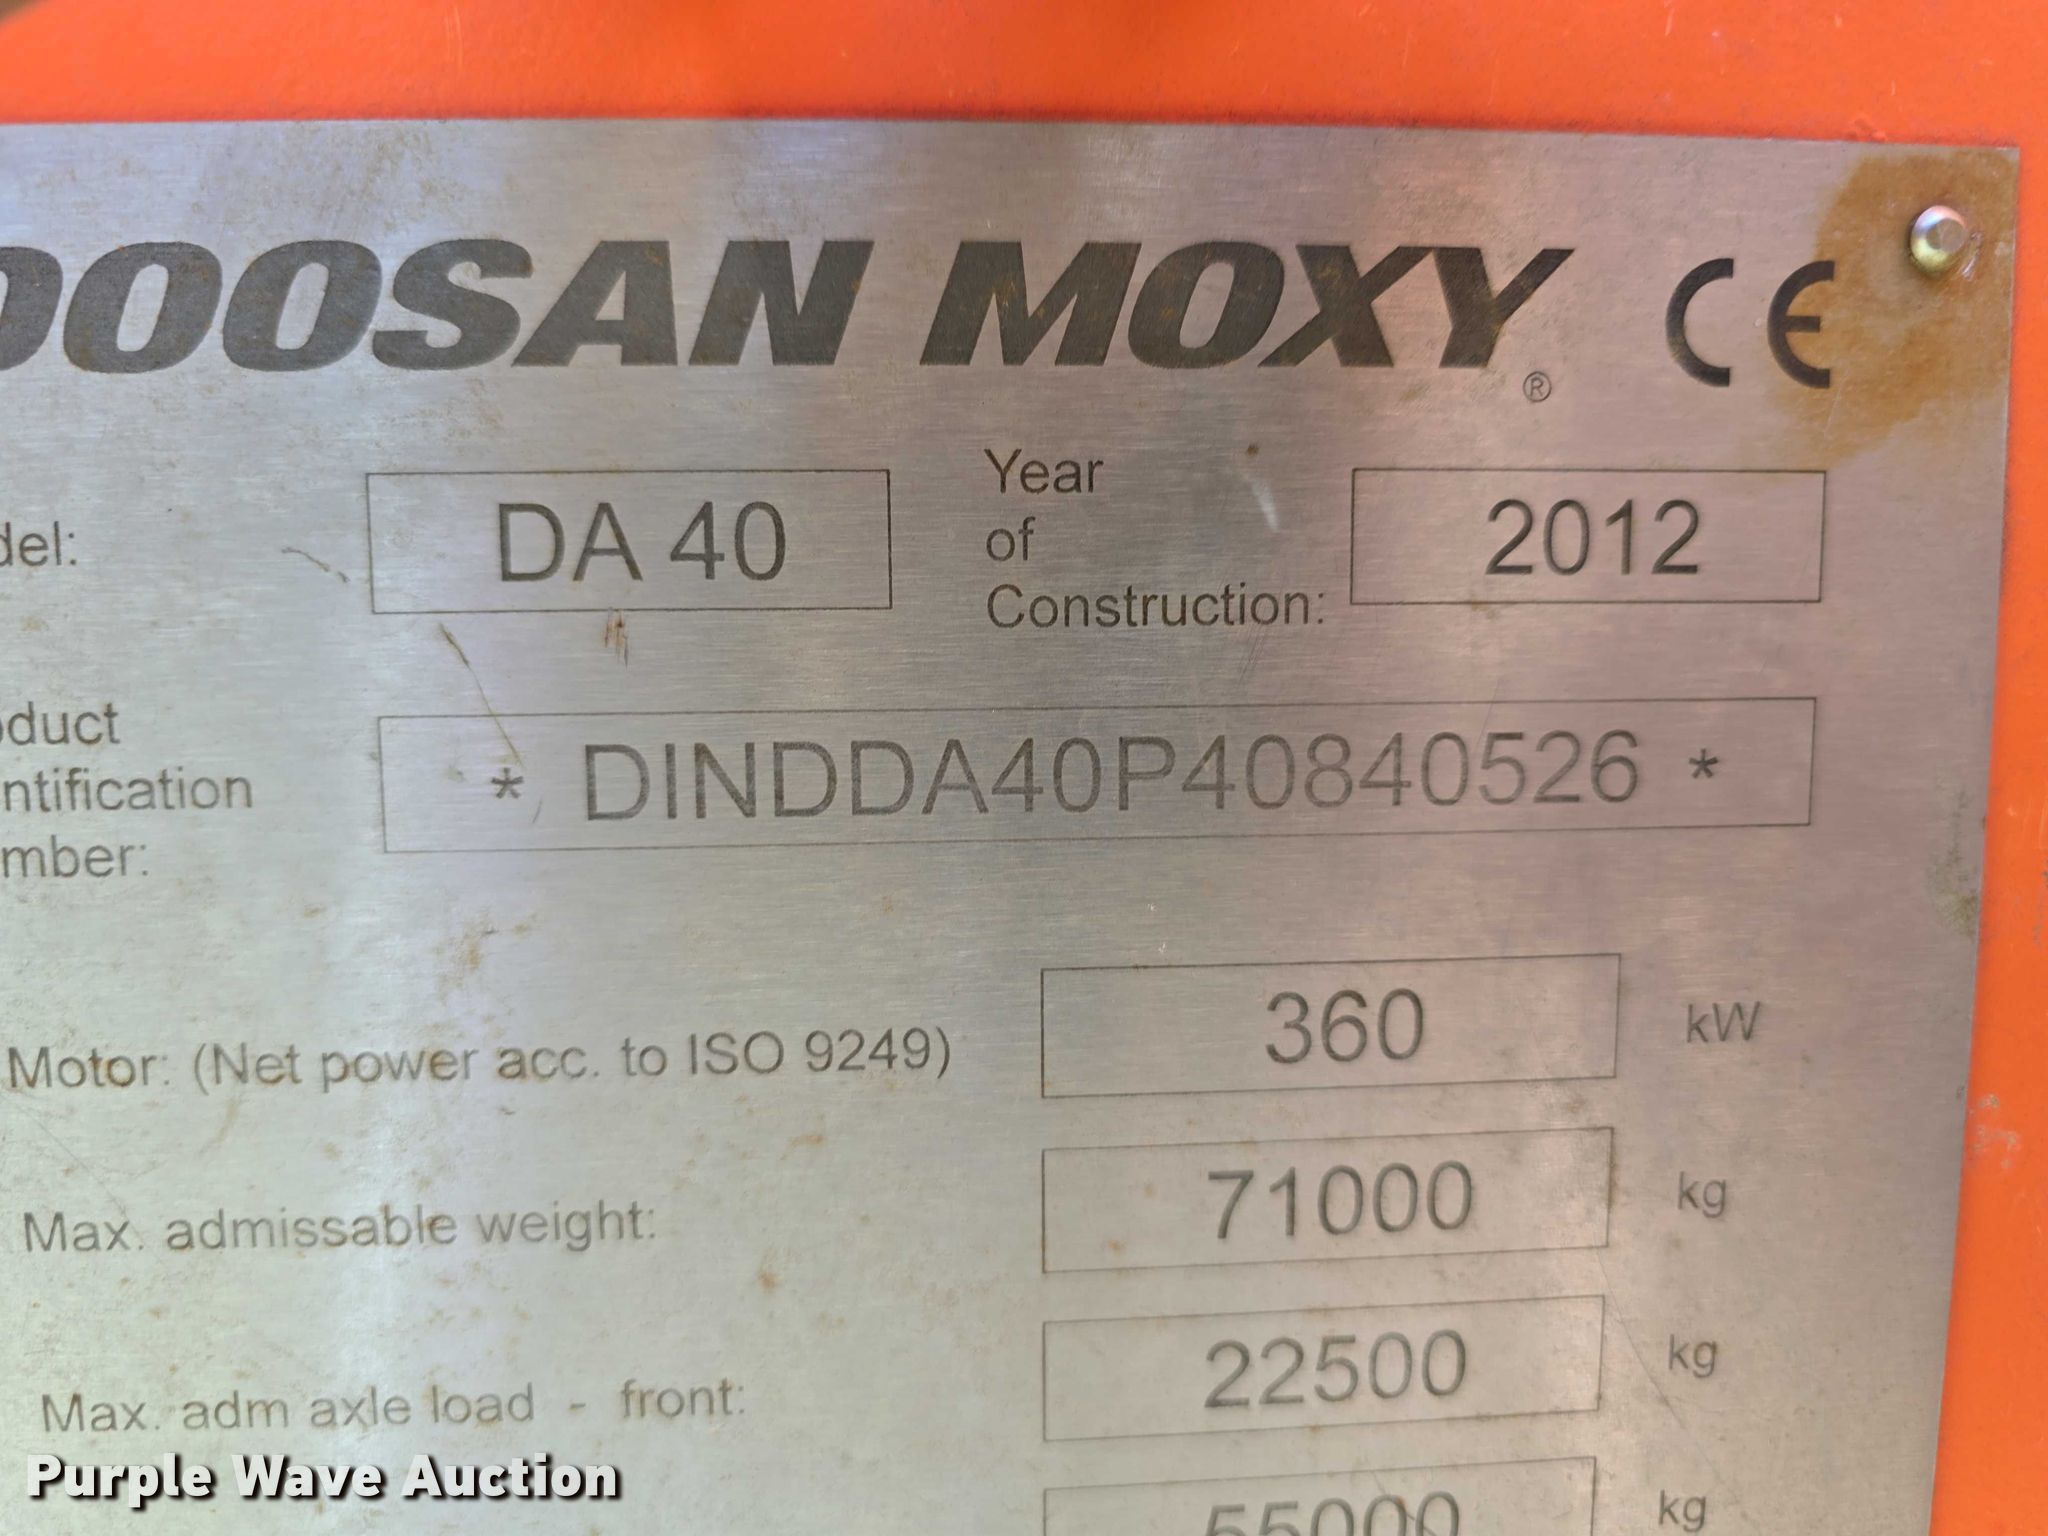 DOOSAN MOXY® CE
del: DA 40 Year of Construction: 2012
oduct
ntification
mber: * DINDDA40P40840526 *
Motor: (Net power acc. to ISO 9249) 360 kW
Max. admissable weight: 71000 kg
Max. adm axle load - front: 22500 kg
55000 kg
Purple Wave Auction